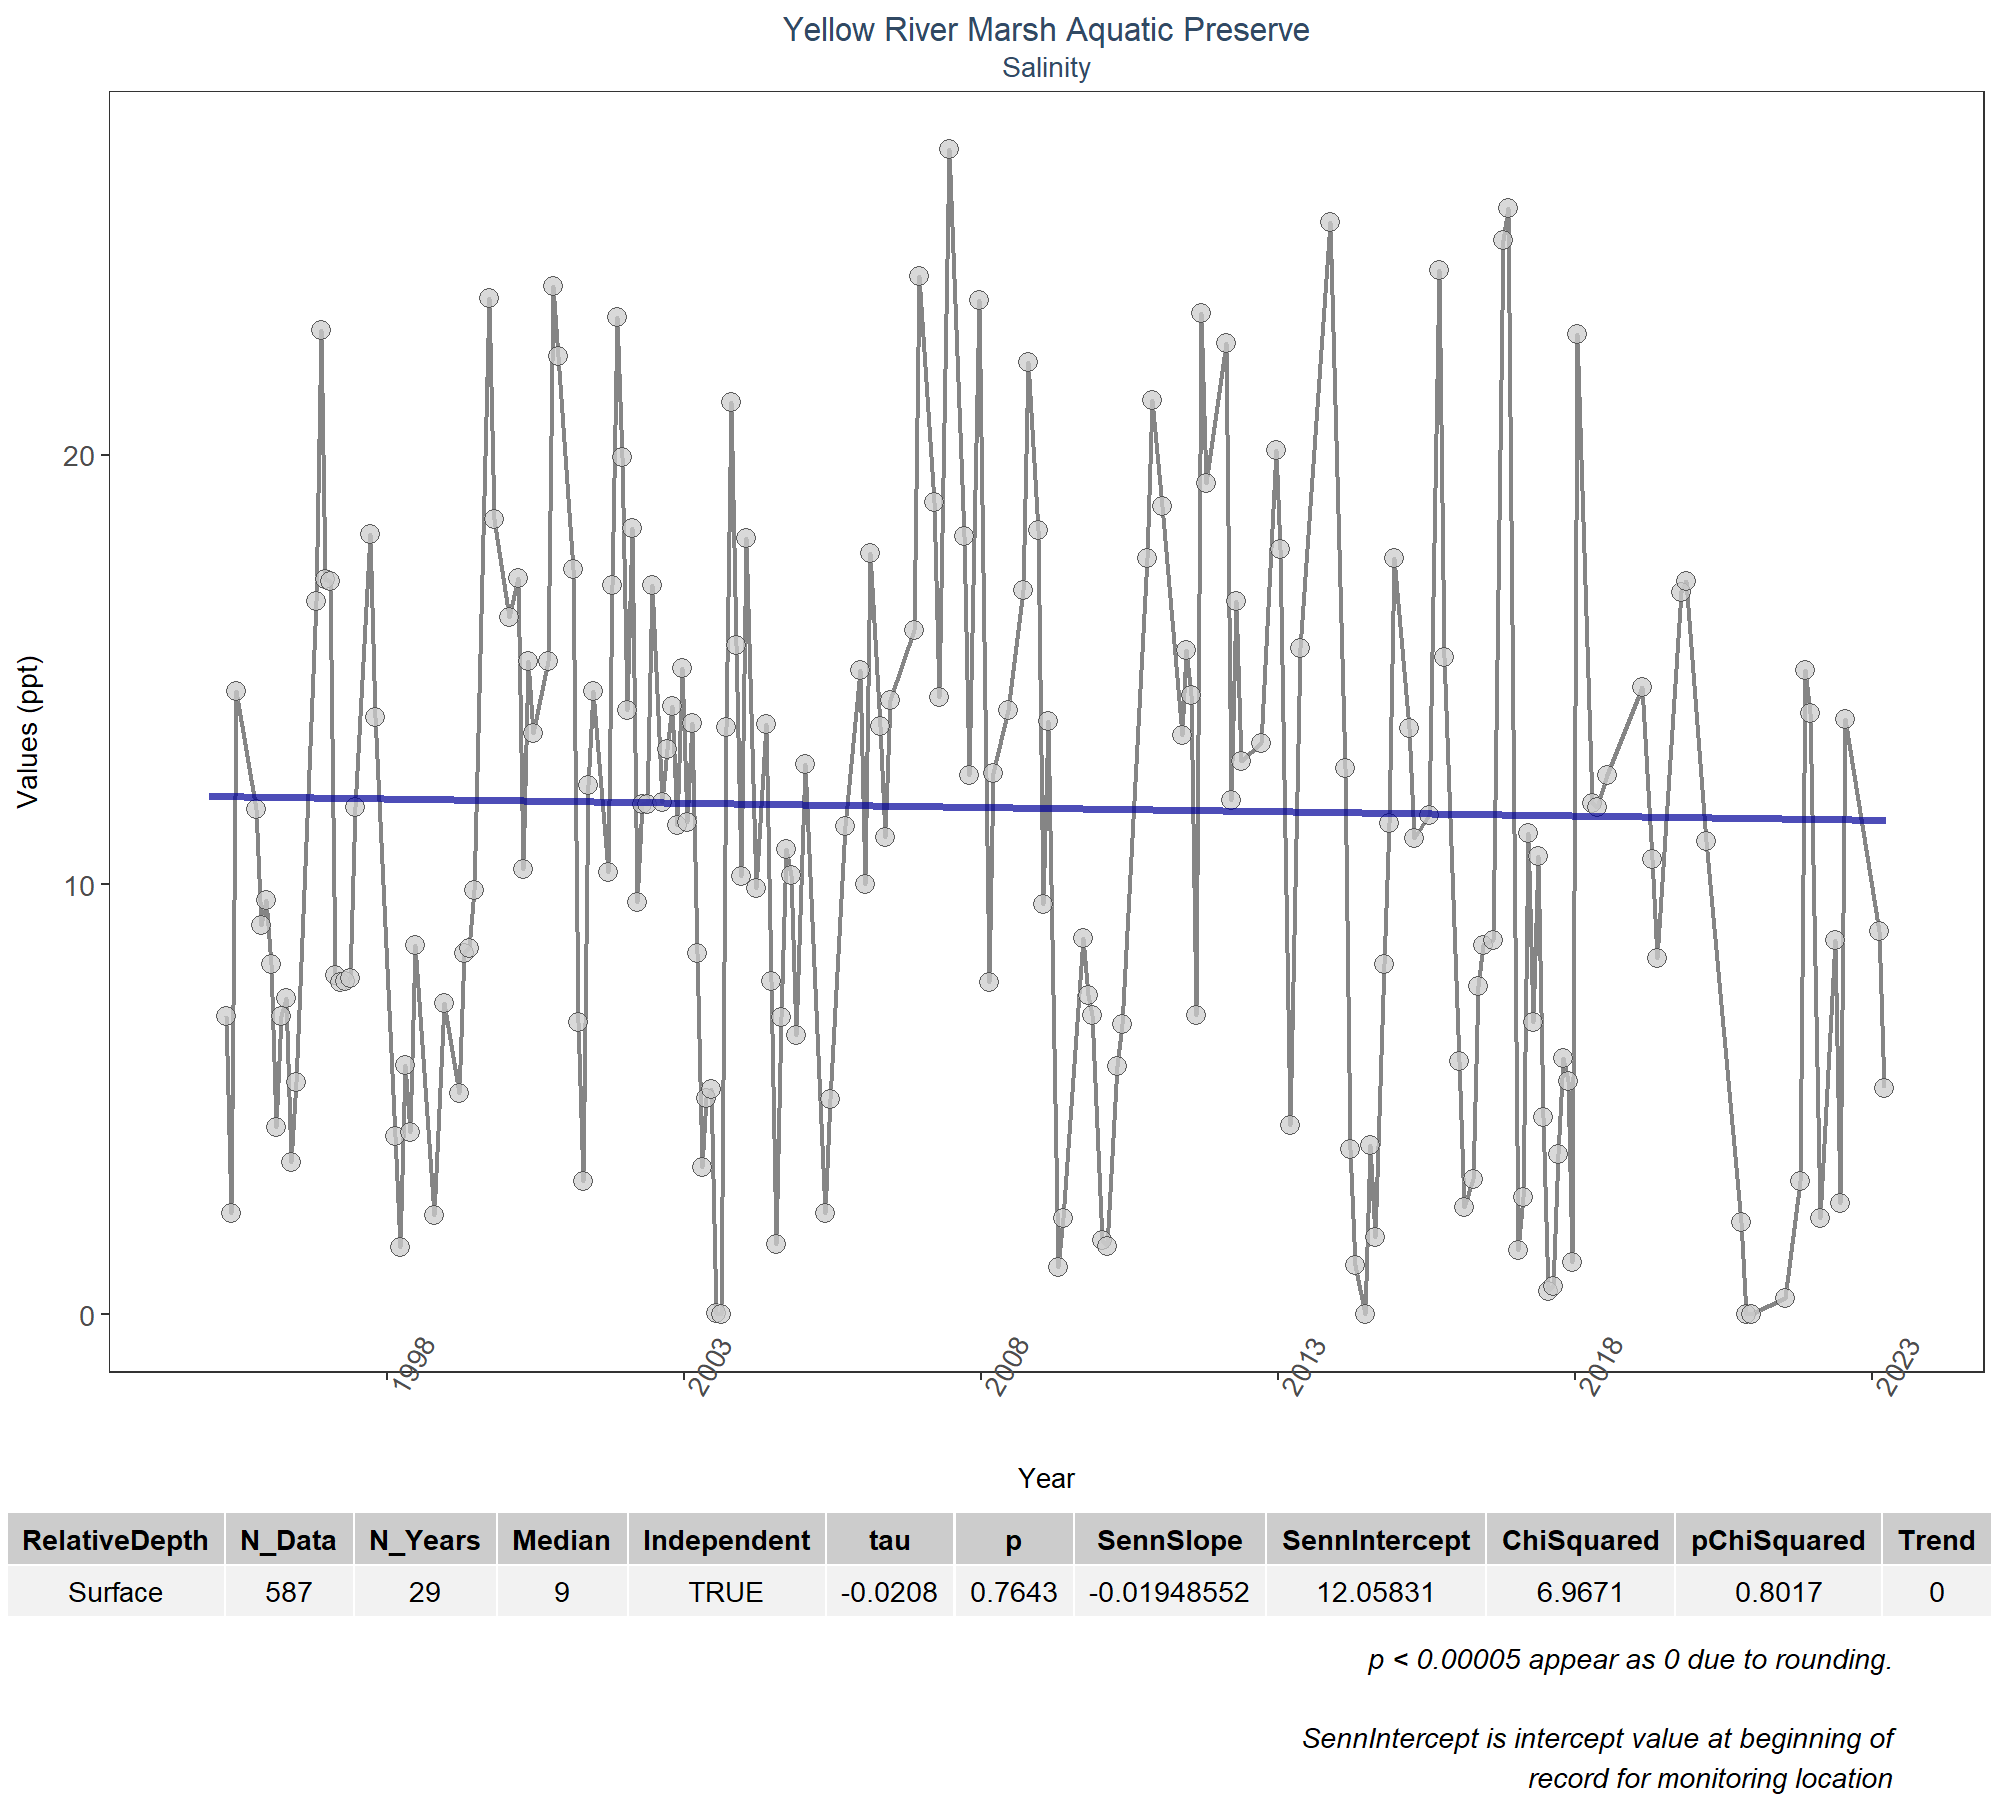 Yellow River Marsh Aquatic Preserve
Salinity
Values (ppt)
20
10
0
1998 2003 2008 2013 2018 2023
Year
RelativeDepth N_Data N_Years Median Independent tau p SennSlope SennIntercept ChiSquared pChiSquared Trend
Surface 587 29 9 TRUE -0.0208 0.7643 -0.01948552 12.05831 6.9671 0.8017 0
p < 0.00005 appear as 0 due to rounding.
SennIntercept is intercept value at beginning of
record for monitoring location